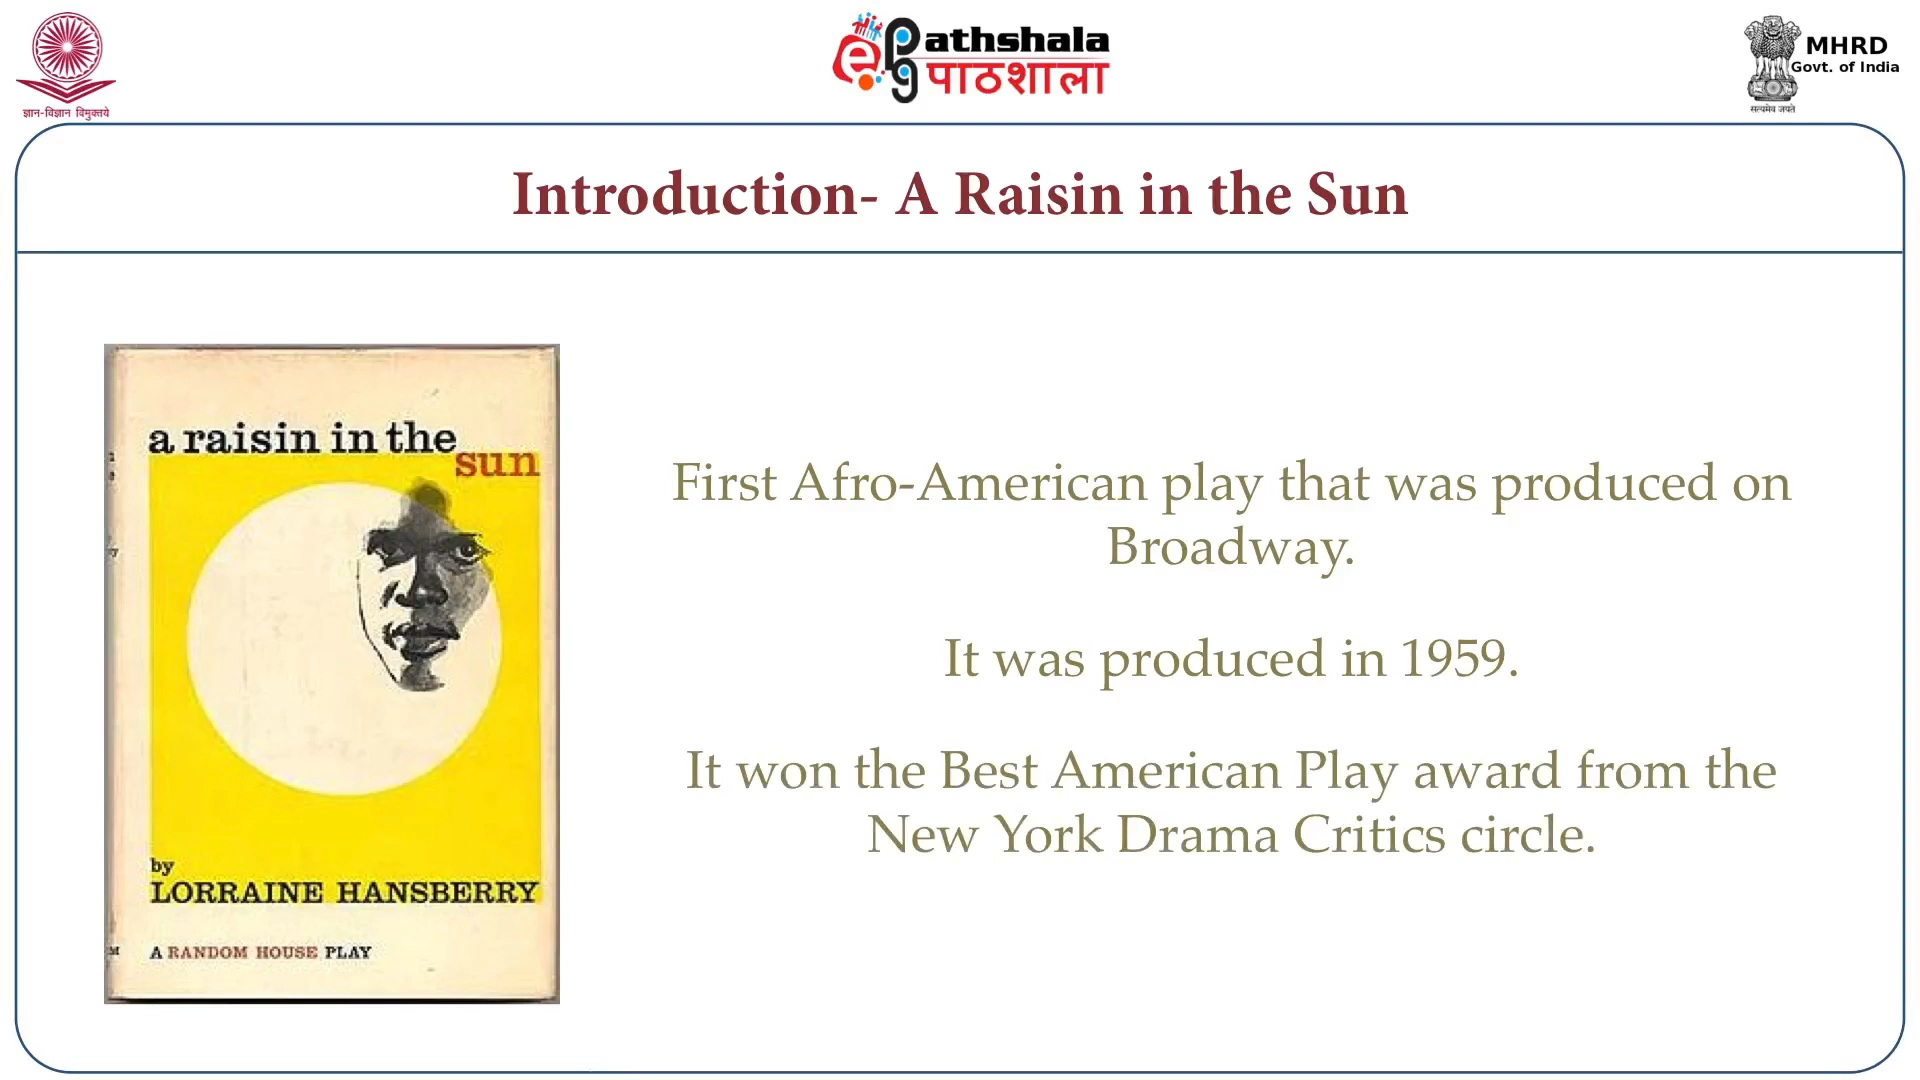 ज्ञान-विज्ञान विमुक्तये
e Pg Pathshala
पाठशाला
MHRD
Govt. of India
सत्यमेव जयते
Introduction- A Raisin in the Sun
a raisin in the
sun
by
LORRAINE HANSBERRY
A RANDOM HOUSE PLAY
First Afro-American play that was produced on
Broadway.
It was produced in 1959.
It won the Best American Play award from the
New York Drama Critics circle.